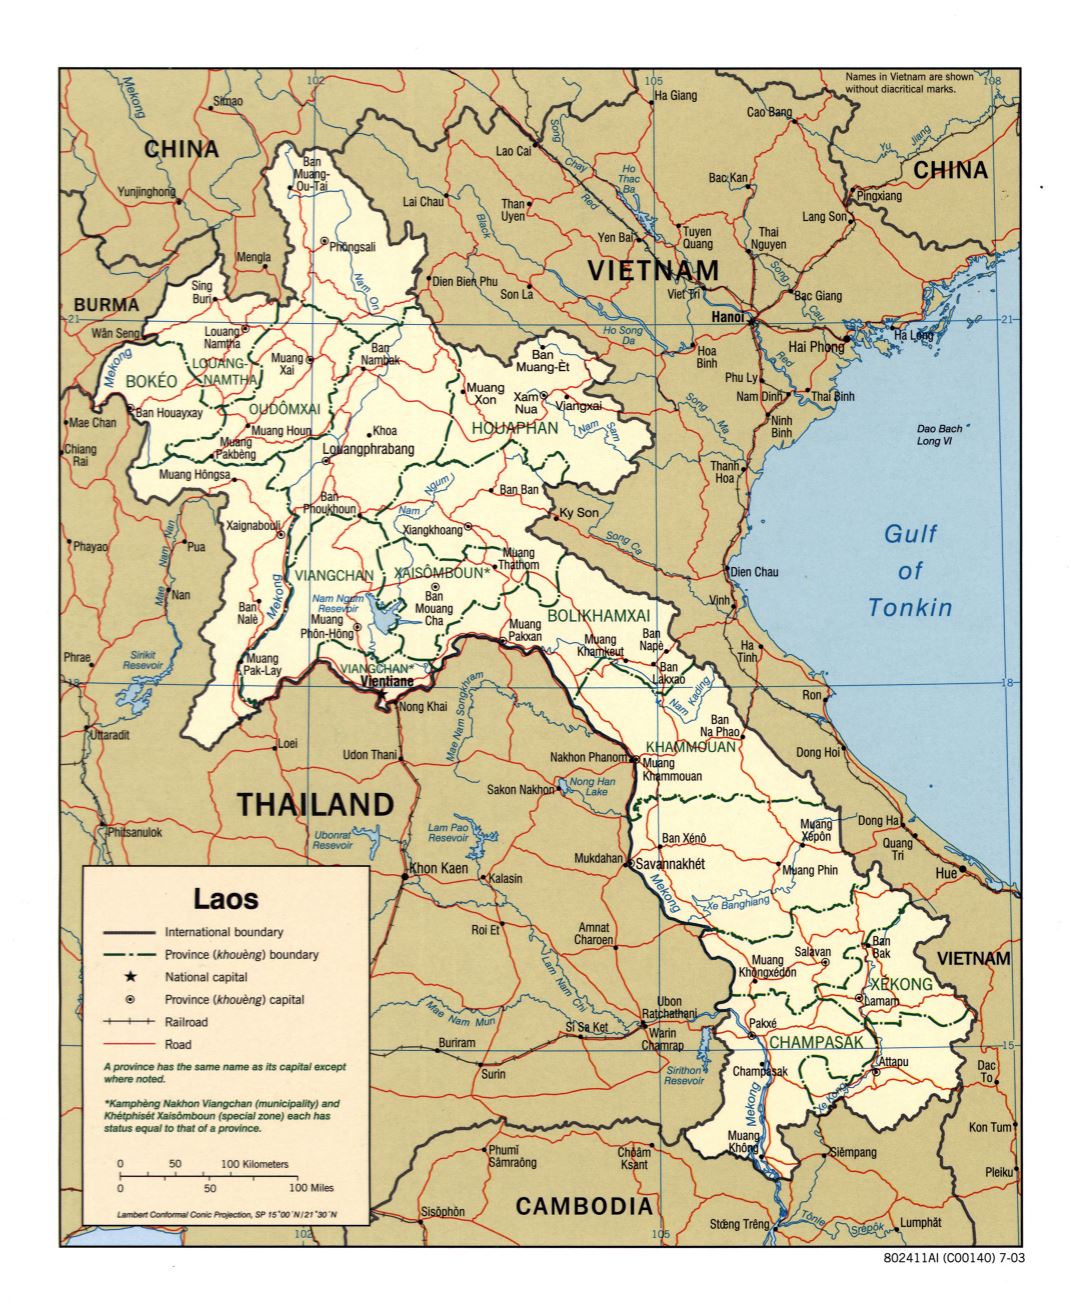 102
105
108
Names in Vietnam are shown
without diacritical marks.
Mekong
Simao
Ha Giang
Cao Bang
Yu
Jiang
CHINA
Lao Cai
Song
Chay
Ban
Muang-
Ou-Tai
Ho
Thac
Ba
Bac Kan
CHINA
Yunjinghong
Pingxiang
Lai Chau
Than
Uyen
Red
Lang Son
Black
Yen Bai
Tuyen
Quang
Thai
Nguyen
Phôngsali
Mengla
VIETNAM
Song
Cau
Sing
Buri
Nam Ou
Dien Bien Phu
Son La
Viet Tri
Bac Giang
BURMA
21
Hanoi
21
Wān Seng
Louang
Namtha
Ho Song
Da
Hai Phong
Ha Long
Mekong
LOUANG-
NAMTHA
Muang
Xai
Ban
Nambak
Ban
Muang-Èt
Hoa
Binh
Red
BOKÉO
Phu Ly
Muang
Xon
Xam
Nua
Viangxai
Nam Dinh
Thai Binh
Ban Houayxay
OUDÔMXAI
Mae Chan
Muang Houn
Khoa
HOUAPHAN
Nam
Sam
Song
Ma
Ninh
Binh
Dao Bach
Long VI
Chiang
Rai
Muang
Pakbèng
Louangphrabang
Thanh
Hoa
Muang Hôngsa
Ngum
Ban Ban
Ban
Phoukhoun
Nam
Ky Son
Gulf
of
Tonkin
Xaignabouli
Xiangkhoang
Song Ca
Phayao
Pua
Nan
Nam
Mae
Muang
Thathom
Dien Chau
VIANGCHAN
XAISÔMBOUN*
Nan
Mekong
Nam Ngum
Resevoir
Ban
Mouang
Cha
Vinh
Ban
Nalè
Muang
Phôn-Hông
BOLIKHAMXAI
Muang
Pakxan
Muang
Khamkeut
Ban
Napè
Ha
Tinh
Phrae
Sirikit
Resevoir
Muang
Pak-Lay
VIANGCHAN*
Vientiane
Ban
Lakxao
18
18
Nong Khai
Mae Nam Songkhram
Nam
Kading
Ron
Uttaradit
Loei
Udon Thani
Ban
Na Phao
Nakhon Phanom
KHAMMOUAN
Dong Hoi
Muang
Khammouan
Sakon Nakhon
Nong Han
Lake
THAILAND
Phitsanulok
Ubonrat
Resevoir
Lam Pao
Resevoir
Muang
Xépôn
Dong Ha
Ban Xénô
Quang
Tri
Mukdahan
Savannakhét
Khon Kaen
Kalasin
Muang Phin
Hue
Mekong
Xe Banghiang
Roi Et
Amnat
Charoen
Lam Nam Chi
Salavan
Ban
Bak
VIETNAM
Muang
Khôngxédôn
XÉKONG
Lamam
Mae Nam Mun
Ubon
Ratchathani
Si Sa Ket
Warin
Chamrap
Pakxé
CHAMPASAK
15
Buriram
Surin
Sirithon
Resevoir
Champasak
Attapu
Dac
To
Mekong
Xe Kong
Kon Tum
Muang
Không
Phumĭ
Sâmraông
Chŏâm
Ksant
Siĕmpang
Pleiku
CAMBODIA
Sisŏphŏn
Stœng Trêng
Tônle
Srêpôk
Lumphăt
102
105
Laos
International boundary
Province (khouèng) boundary
National capital
Province (khouèng) capital
Railroad
Road
A province has the same name as its capital except
where noted.
*Kamphèng Nakhon Viangchan (municipality) and
Khétphisét Xaisômboun (special zone) each has
status equal to that of a province.
0 50 100 Kilometers
0 50 100 Miles
Lambert Conformal Conic Projection, SP 15°00´N/21°30´N
802411AI (C00140) 7-03